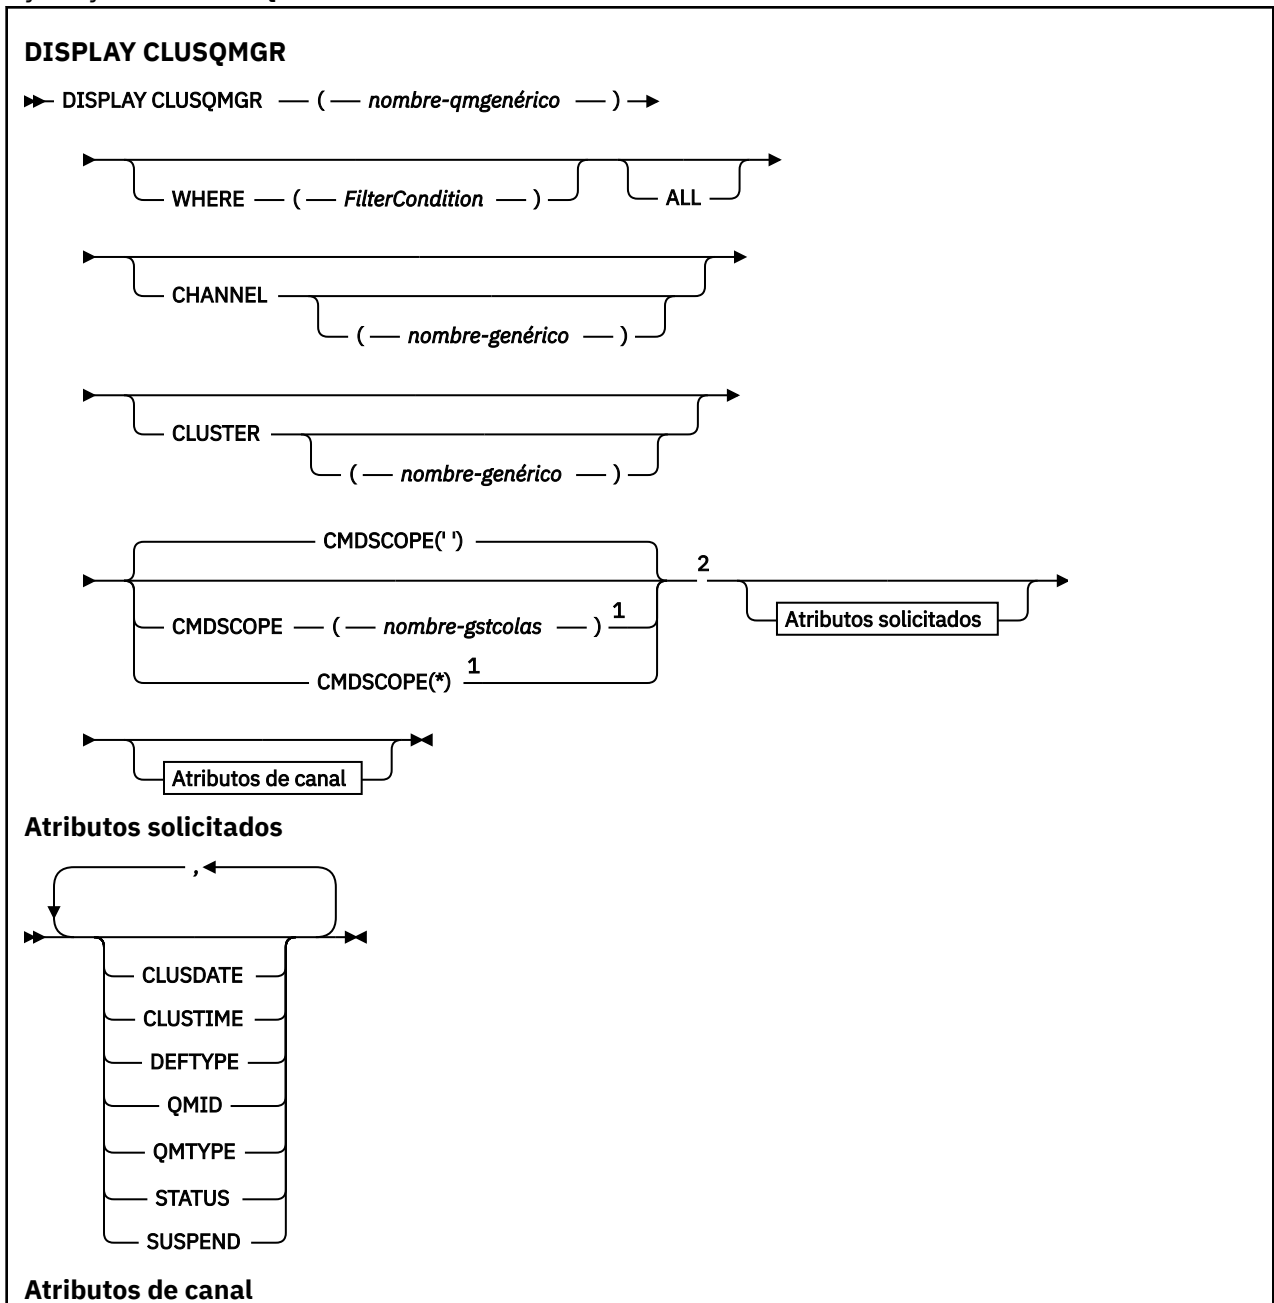 DISPLAY CLUSQMGR
DISPLAY CLUSQMGR ( nombre-qmgenérico )
WHERE ( FilterCondition ) ALL
CHANNEL
( nombre-genérico )
CLUSTER
( nombre-genérico )
CMDSCOPE(' ')
2
CMDSCOPE ( nombre-gstcolas ) 1
Atributos solicitados
CMDSCOPE(*) 1
Atributos de canal
Atributos solicitados
,
CLUSDATE
CLUSTIME
DEFTYPE
QMID
QMTYPE
STATUS
SUSPEND
Atributos de canal